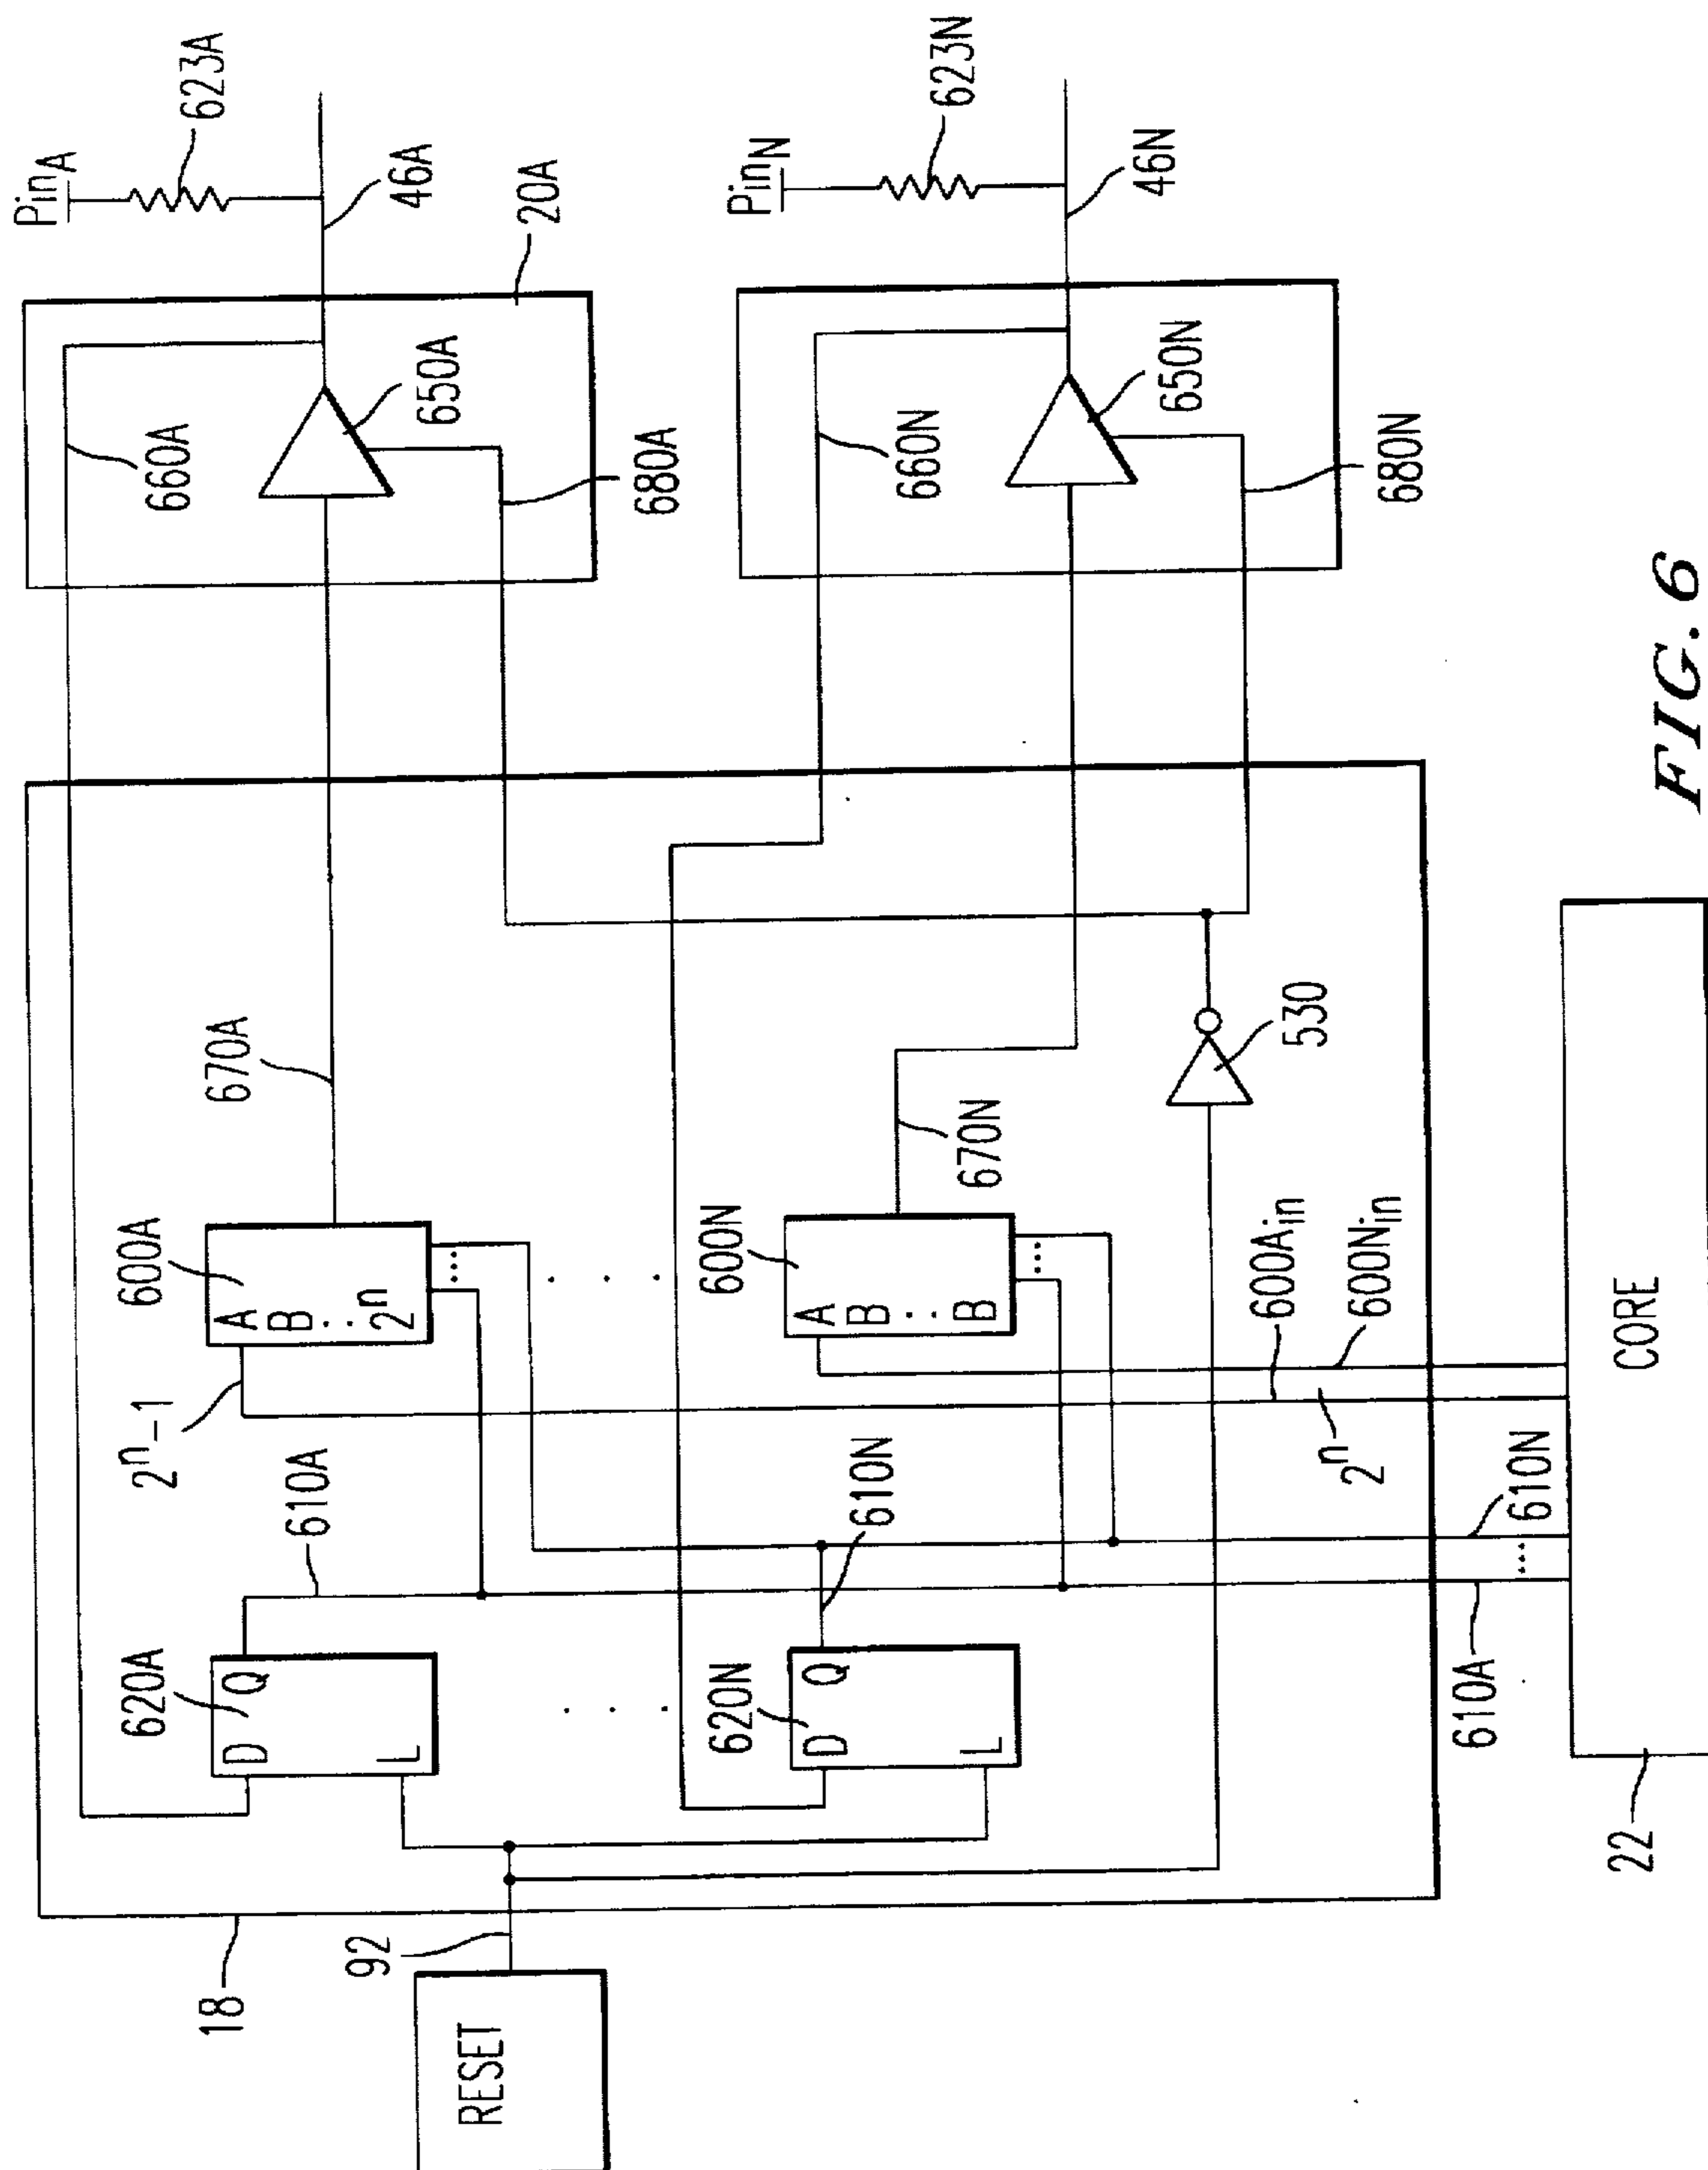 Pin_A
623A
46A
20A
660A
650A
680A
Pin_N
623N
46N
660N
650N
680N
670A
600A
A
B
..
2^n
2^n-1
610A
620A
D Q
L
670N
600N
A
B
..
B
530
600A_in
600N_in
2^n
610N
610N
610A
620N
D Q
L
18
92
RESET
CORE
22
FIG. 6